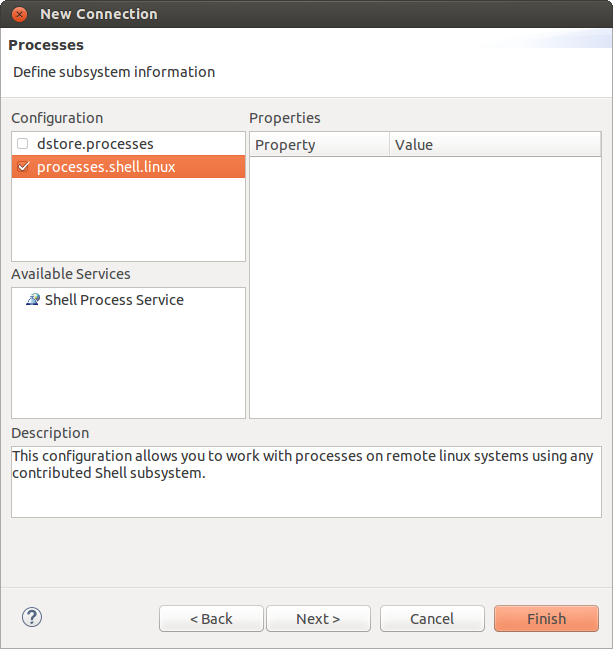 New Connection
Processes
Define subsystem information
Configuration
dstore.processes
processes.shell.linux
Properties
Property Value
Available Services
Shell Process Service
Description
This configuration allows you to work with processes on remote linux systems using any
contributed Shell subsystem.
?
< Back Next > Cancel Finish